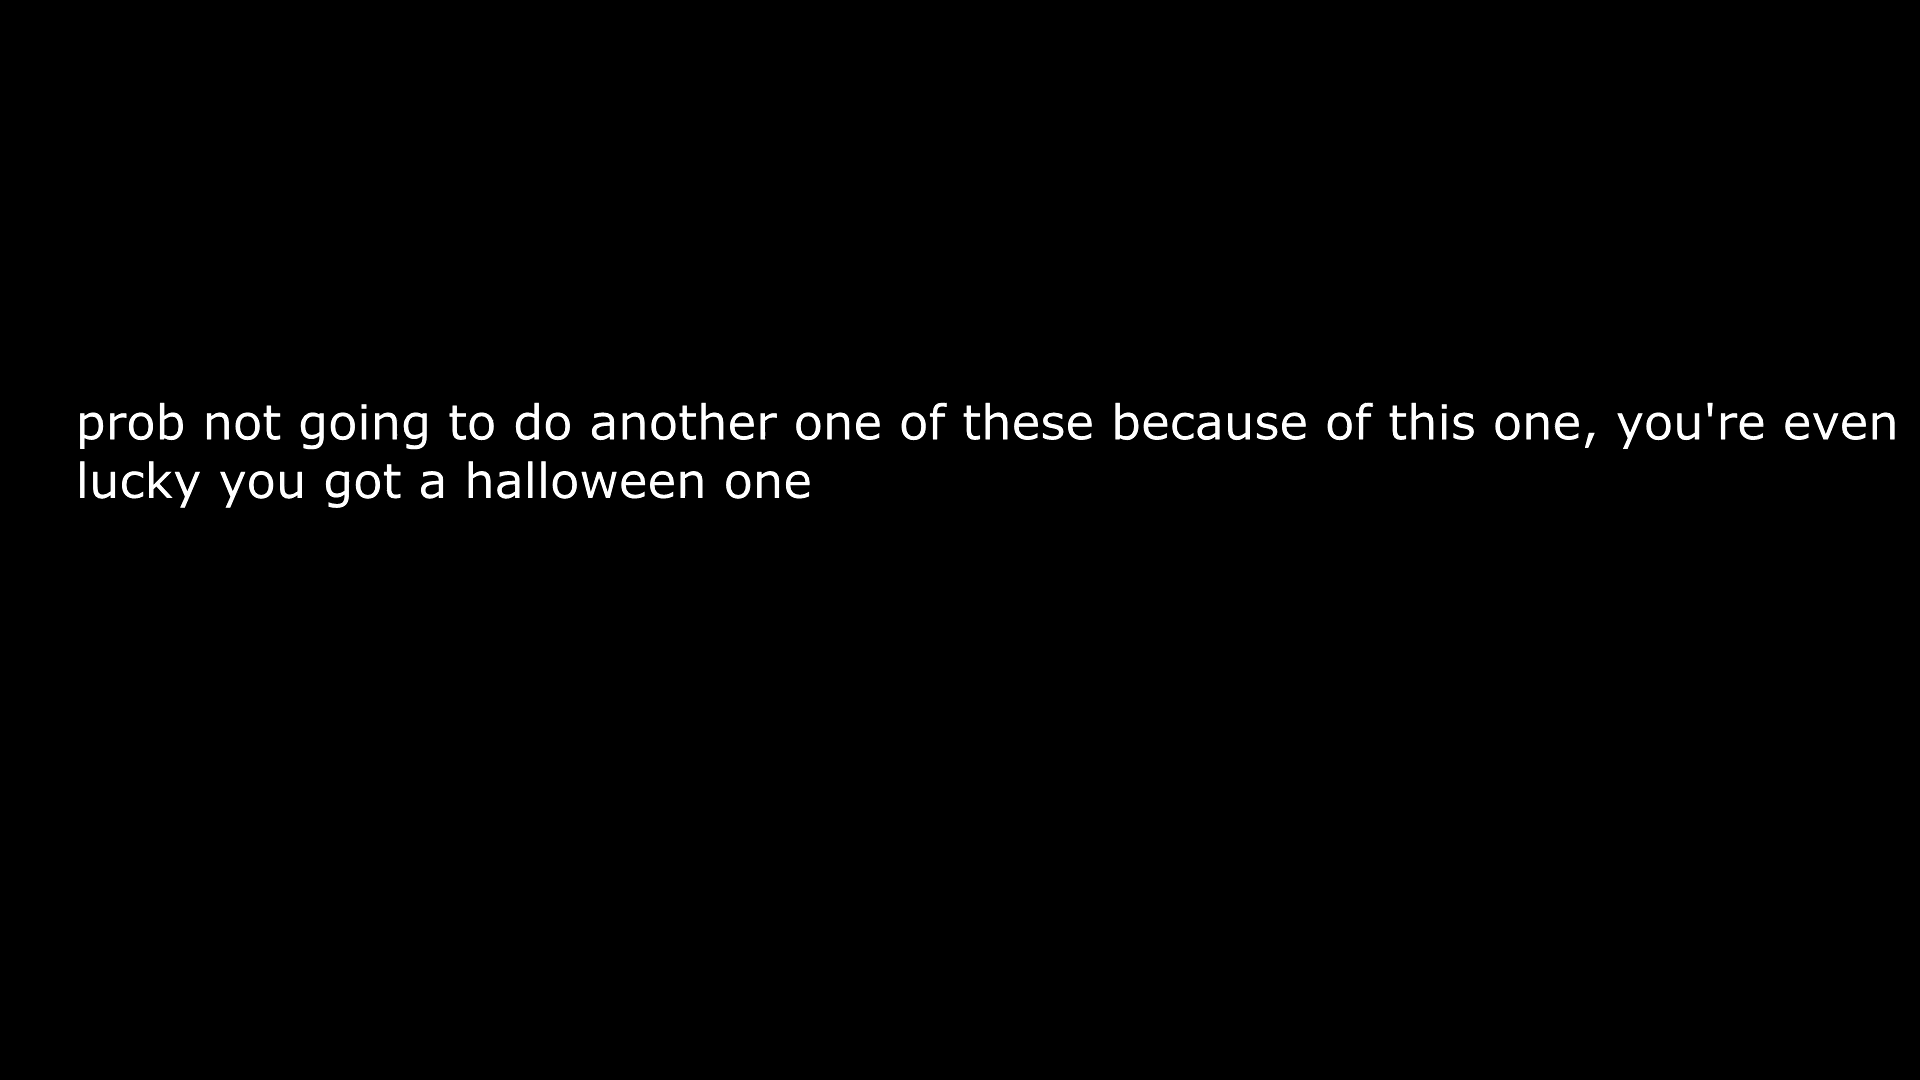 prob not going to do another one of these because of this one, you're even
lucky you got a halloween one